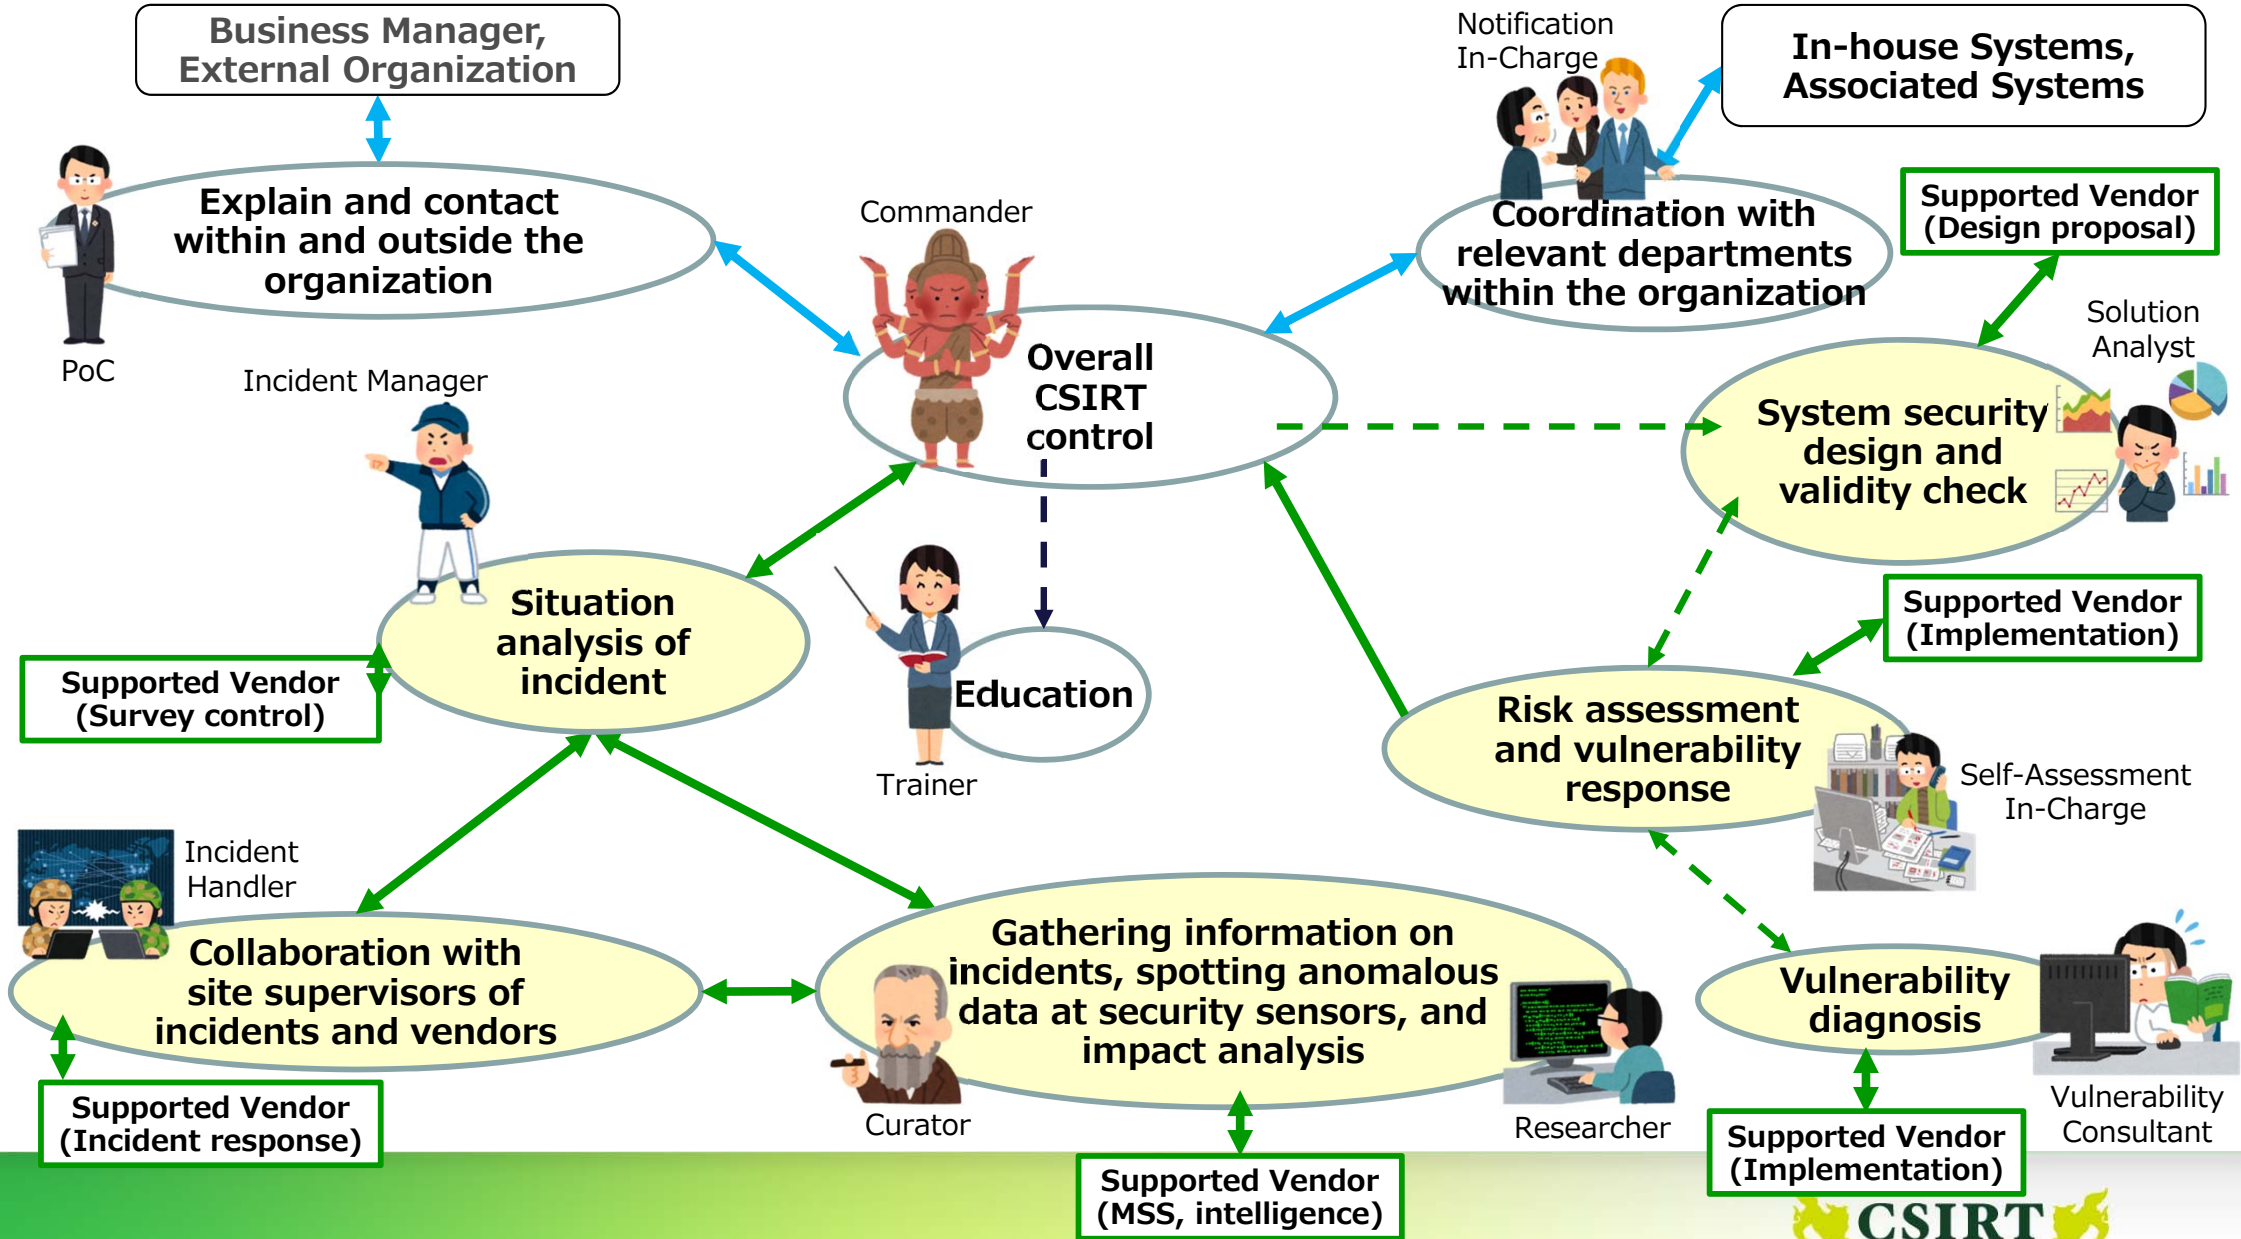 Business Manager,
External Organization
Notification
In-Charge
In-house Systems,
Associated Systems
Explain and contact
within and outside the
organization
PoC
Commander
Coordination with
relevant departments
within the organization
Supported Vendor
(Design proposal)
Solution
Analyst
Incident Manager
Overall
CSIRT
control
System security
design and
validity check
Situation
analysis of
incident
Supported Vendor
(Survey control)
Education
Trainer
Supported Vendor
(Implementation)
Risk assessment
and vulnerability
response
Self-Assessment
In-Charge
Incident
Handler
Collaboration with
site supervisors of
incidents and vendors
Supported Vendor
(Incident response)
Gathering information on
incidents, spotting anomalous
data at security sensors, and
impact analysis
Curator
Researcher
Supported Vendor
(MSS, intelligence)
Vulnerability
diagnosis
Vulnerability
Consultant
Supported Vendor
(Implementation)
CSIRT